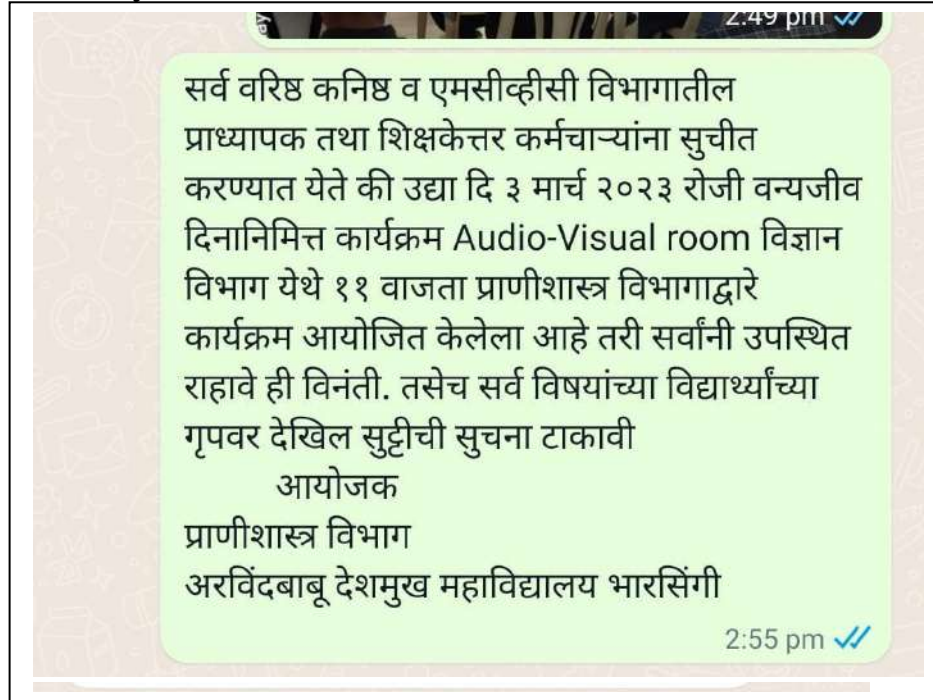 2:49 pm
सर्व वरिष्ठ कनिष्ठ व एमसीव्हीसी विभागातील
प्राध्यापक तथा शिक्षकेत्तर कर्मचाऱ्यांना सुचीत
करण्यात येते की उद्या दि ३ मार्च २०२३ रोजी वन्यजीव
दिनानिमित्त कार्यक्रम Audio-Visual room विज्ञान
विभाग येथे ११ वाजता प्राणीशास्त्र विभागाद्वारे
कार्यक्रम आयोजित केलेला आहे तरी सर्वांनी उपस्थित
राहावे ही विनंती. तसेच सर्व विषयांच्या विद्यार्थ्यांच्या
गृपवर देखिल सुट्टीची सुचना टाकावी
आयोजक
प्राणीशास्त्र विभाग
अरविंदबाबू देशमुख महाविद्यालय भारसिंगी
2:55 pm